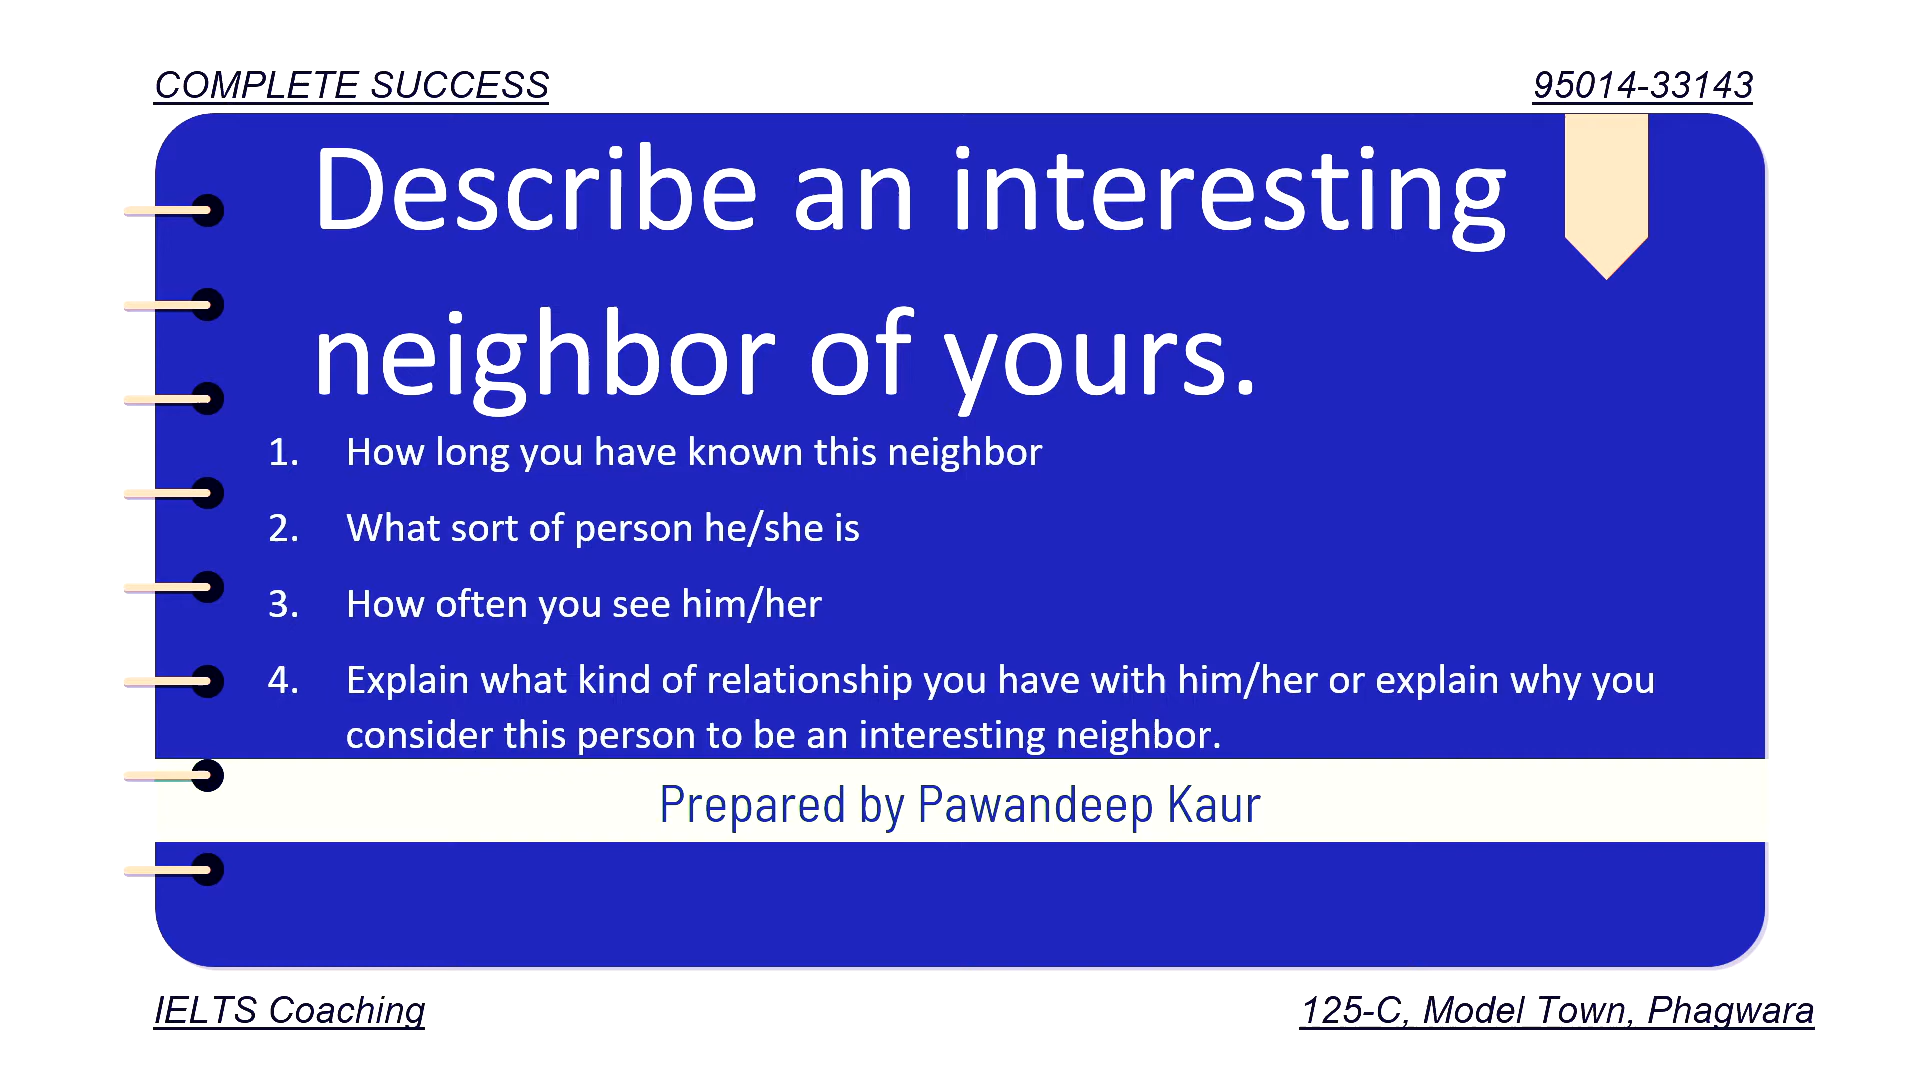 COMPLETE SUCCESS
95014-33143
Describe an interesting
neighbor of yours.
1. How long you have known this neighbor
2. What sort of person he/she is
3. How often you see him/her
4. Explain what kind of relationship you have with him/her or explain why you
consider this person to be an interesting neighbor.
Prepared by Pawandeep Kaur
IELTS Coaching
125-C, Model Town, Phagwara